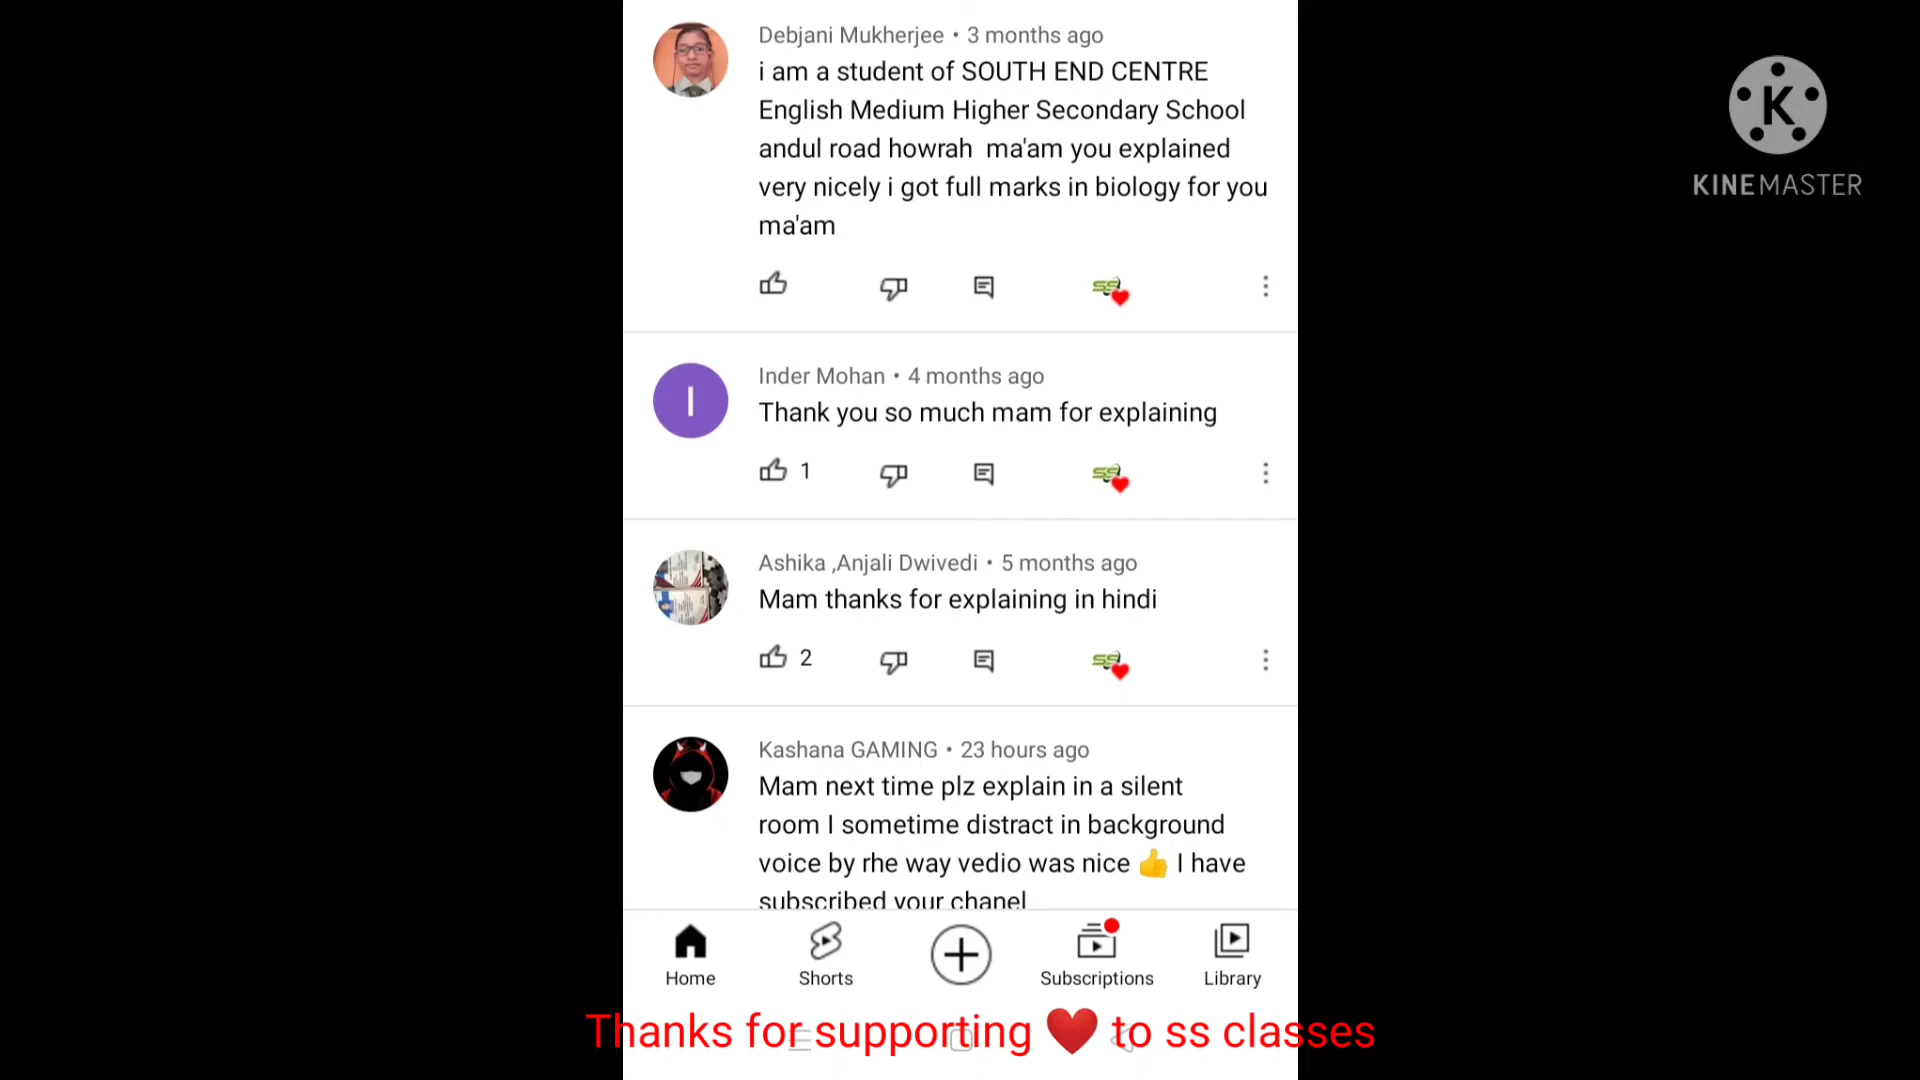 Debjani Mukherjee • 3 months ago
i am a student of SOUTH END CENTRE
English Medium Higher Secondary School
andul road howrah  ma'am you explained
very nicely i got full marks in biology for you
ma'am
KINEMASTER
Inder Mohan • 4 months ago
Thank you so much mam for explaining
1
Ashika ,Anjali Dwivedi • 5 months ago
Mam thanks for explaining in hindi
2
Kashana GAMING • 23 hours ago
Mam next time plz explain in a silent
room I sometime distract in background
voice by rhe way vedio was nice 👍 I have
subscribed your chanel
Home Shorts Subscriptions Library
Thanks for supporting ❤️ to ss classes